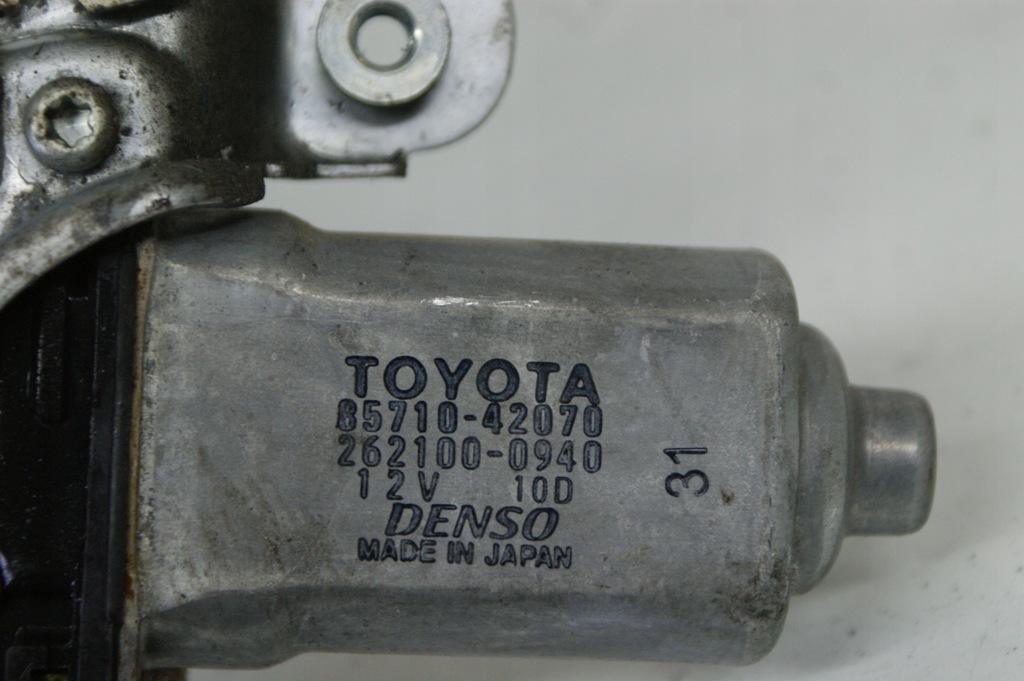 TOYOTA
85710-42070
262100-0940
12V 10D
DENSO
MADE IN JAPAN
31